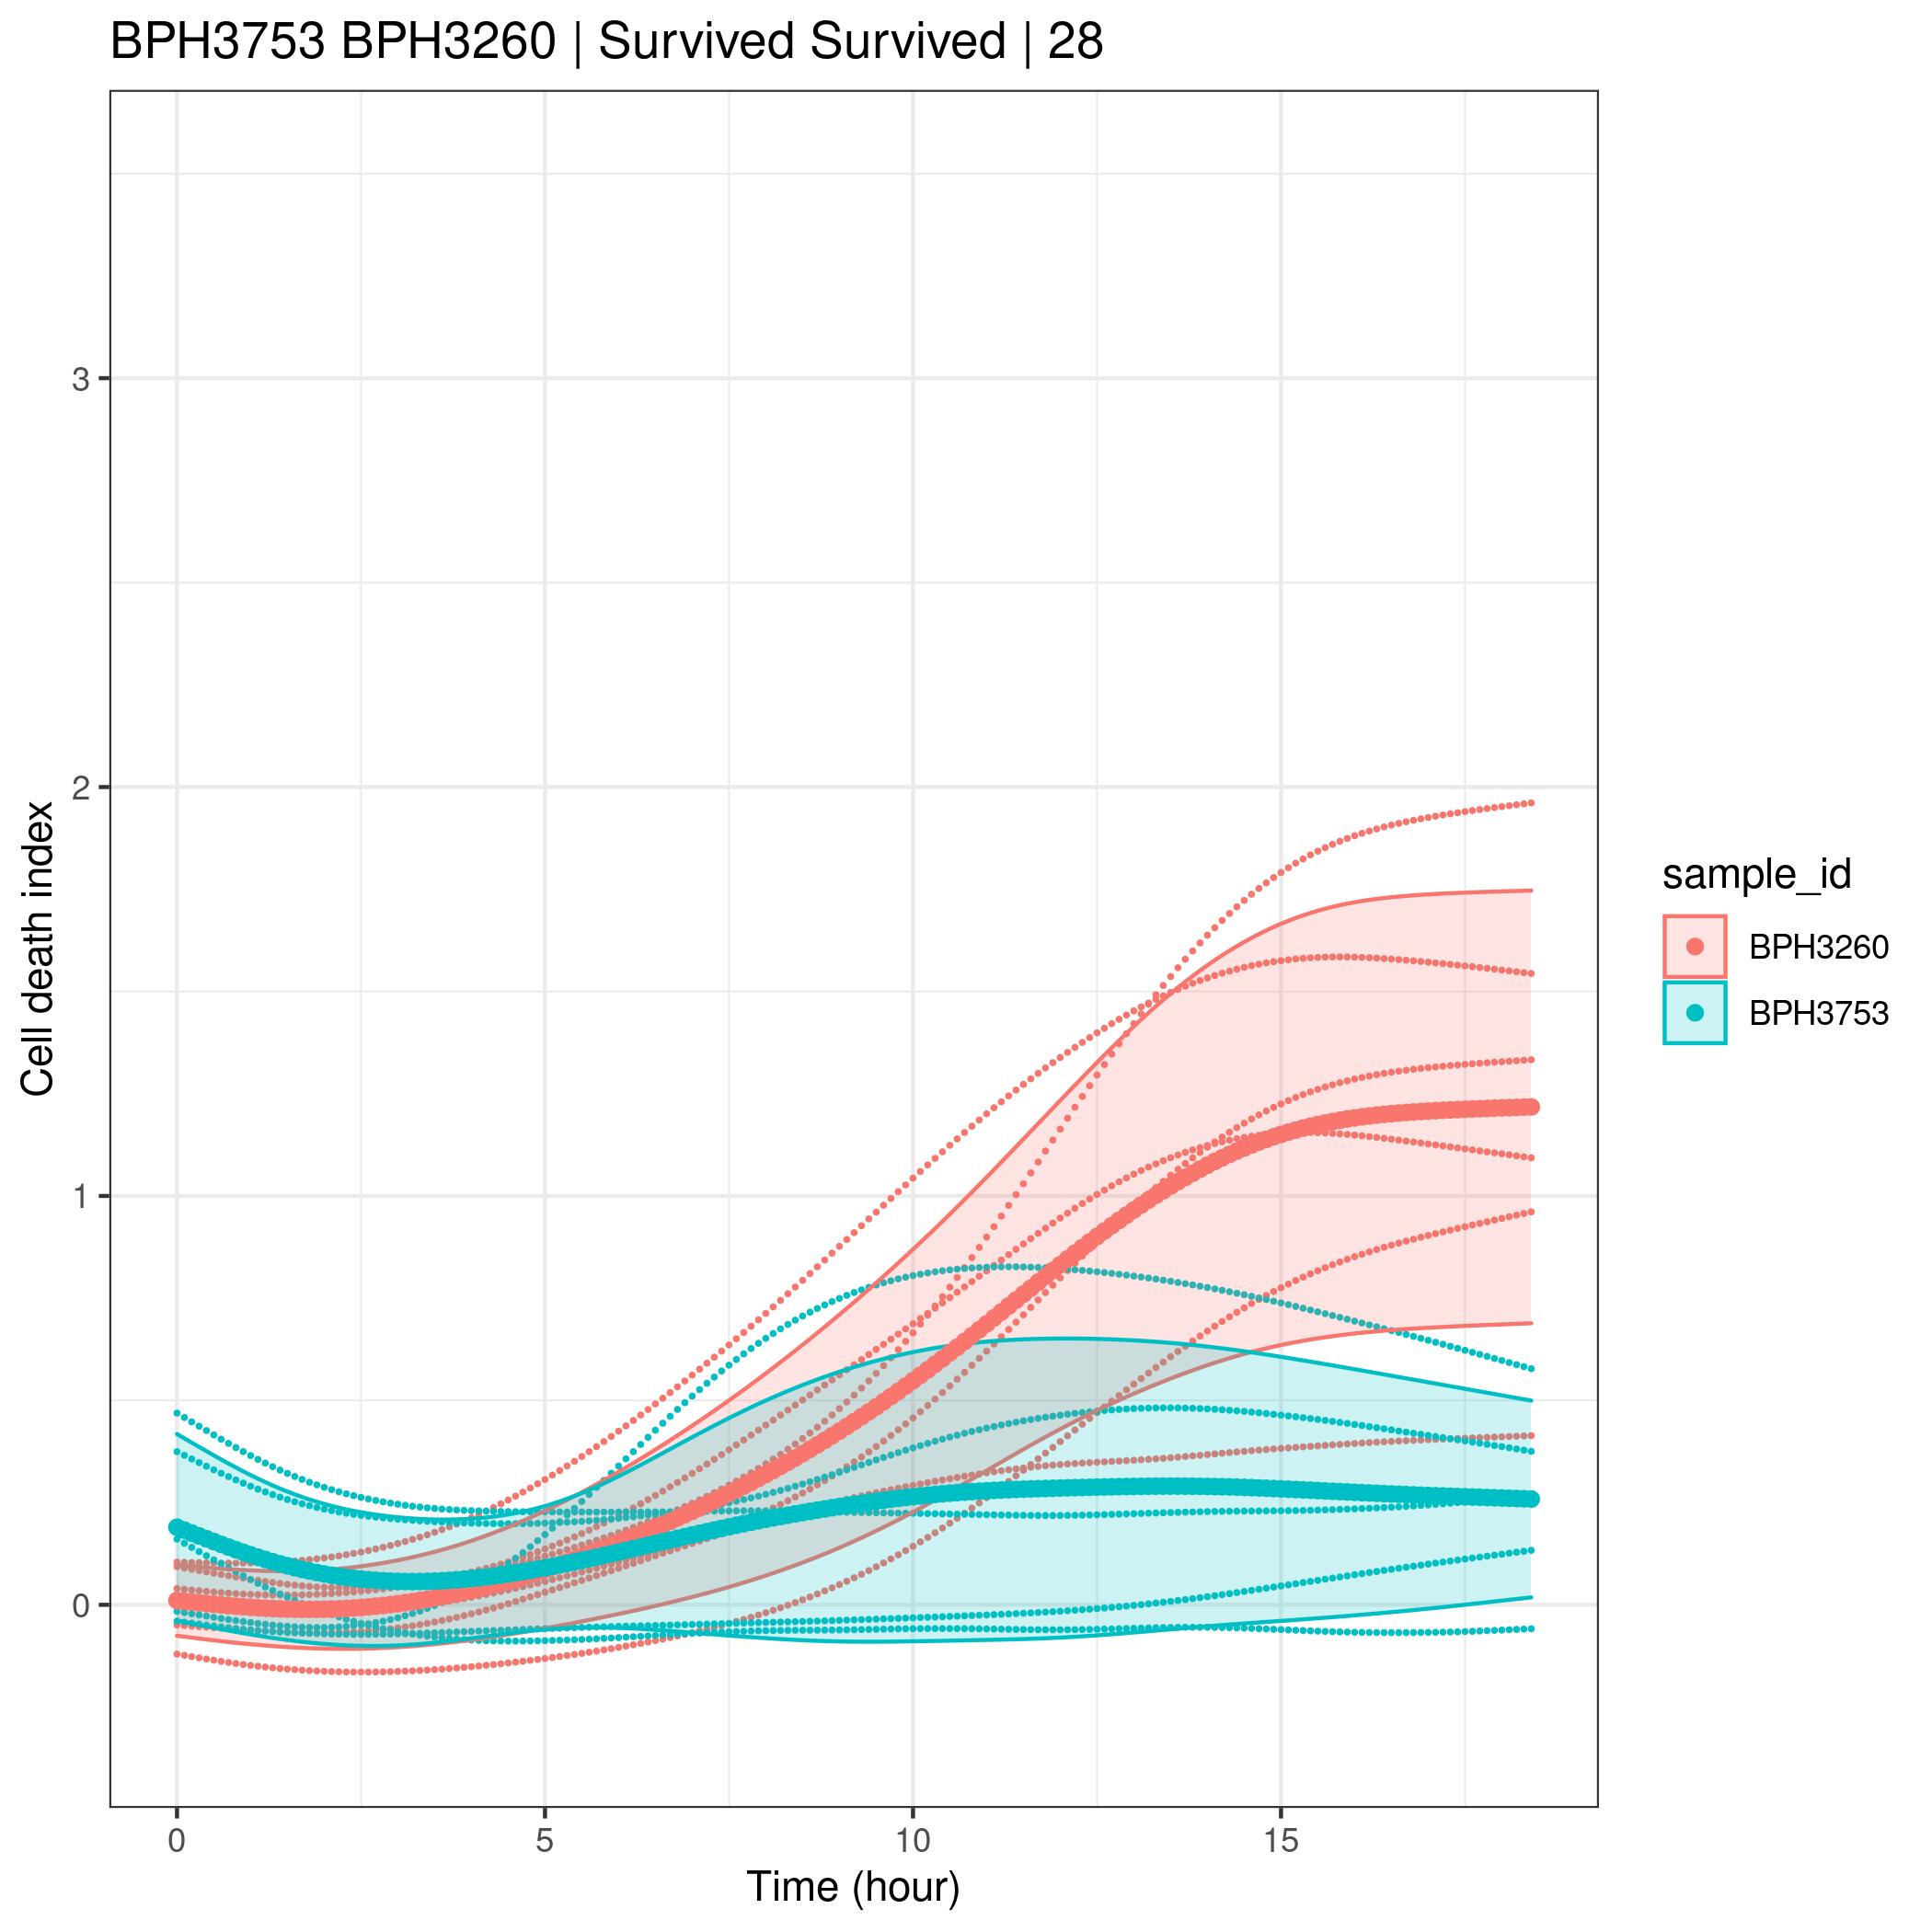 BPH3753 BPH3260 | Survived Survived | 28
3
2
1
0
Cell death index
0 5 10 15
Time (hour)
sample_id
BPH3260
BPH3753